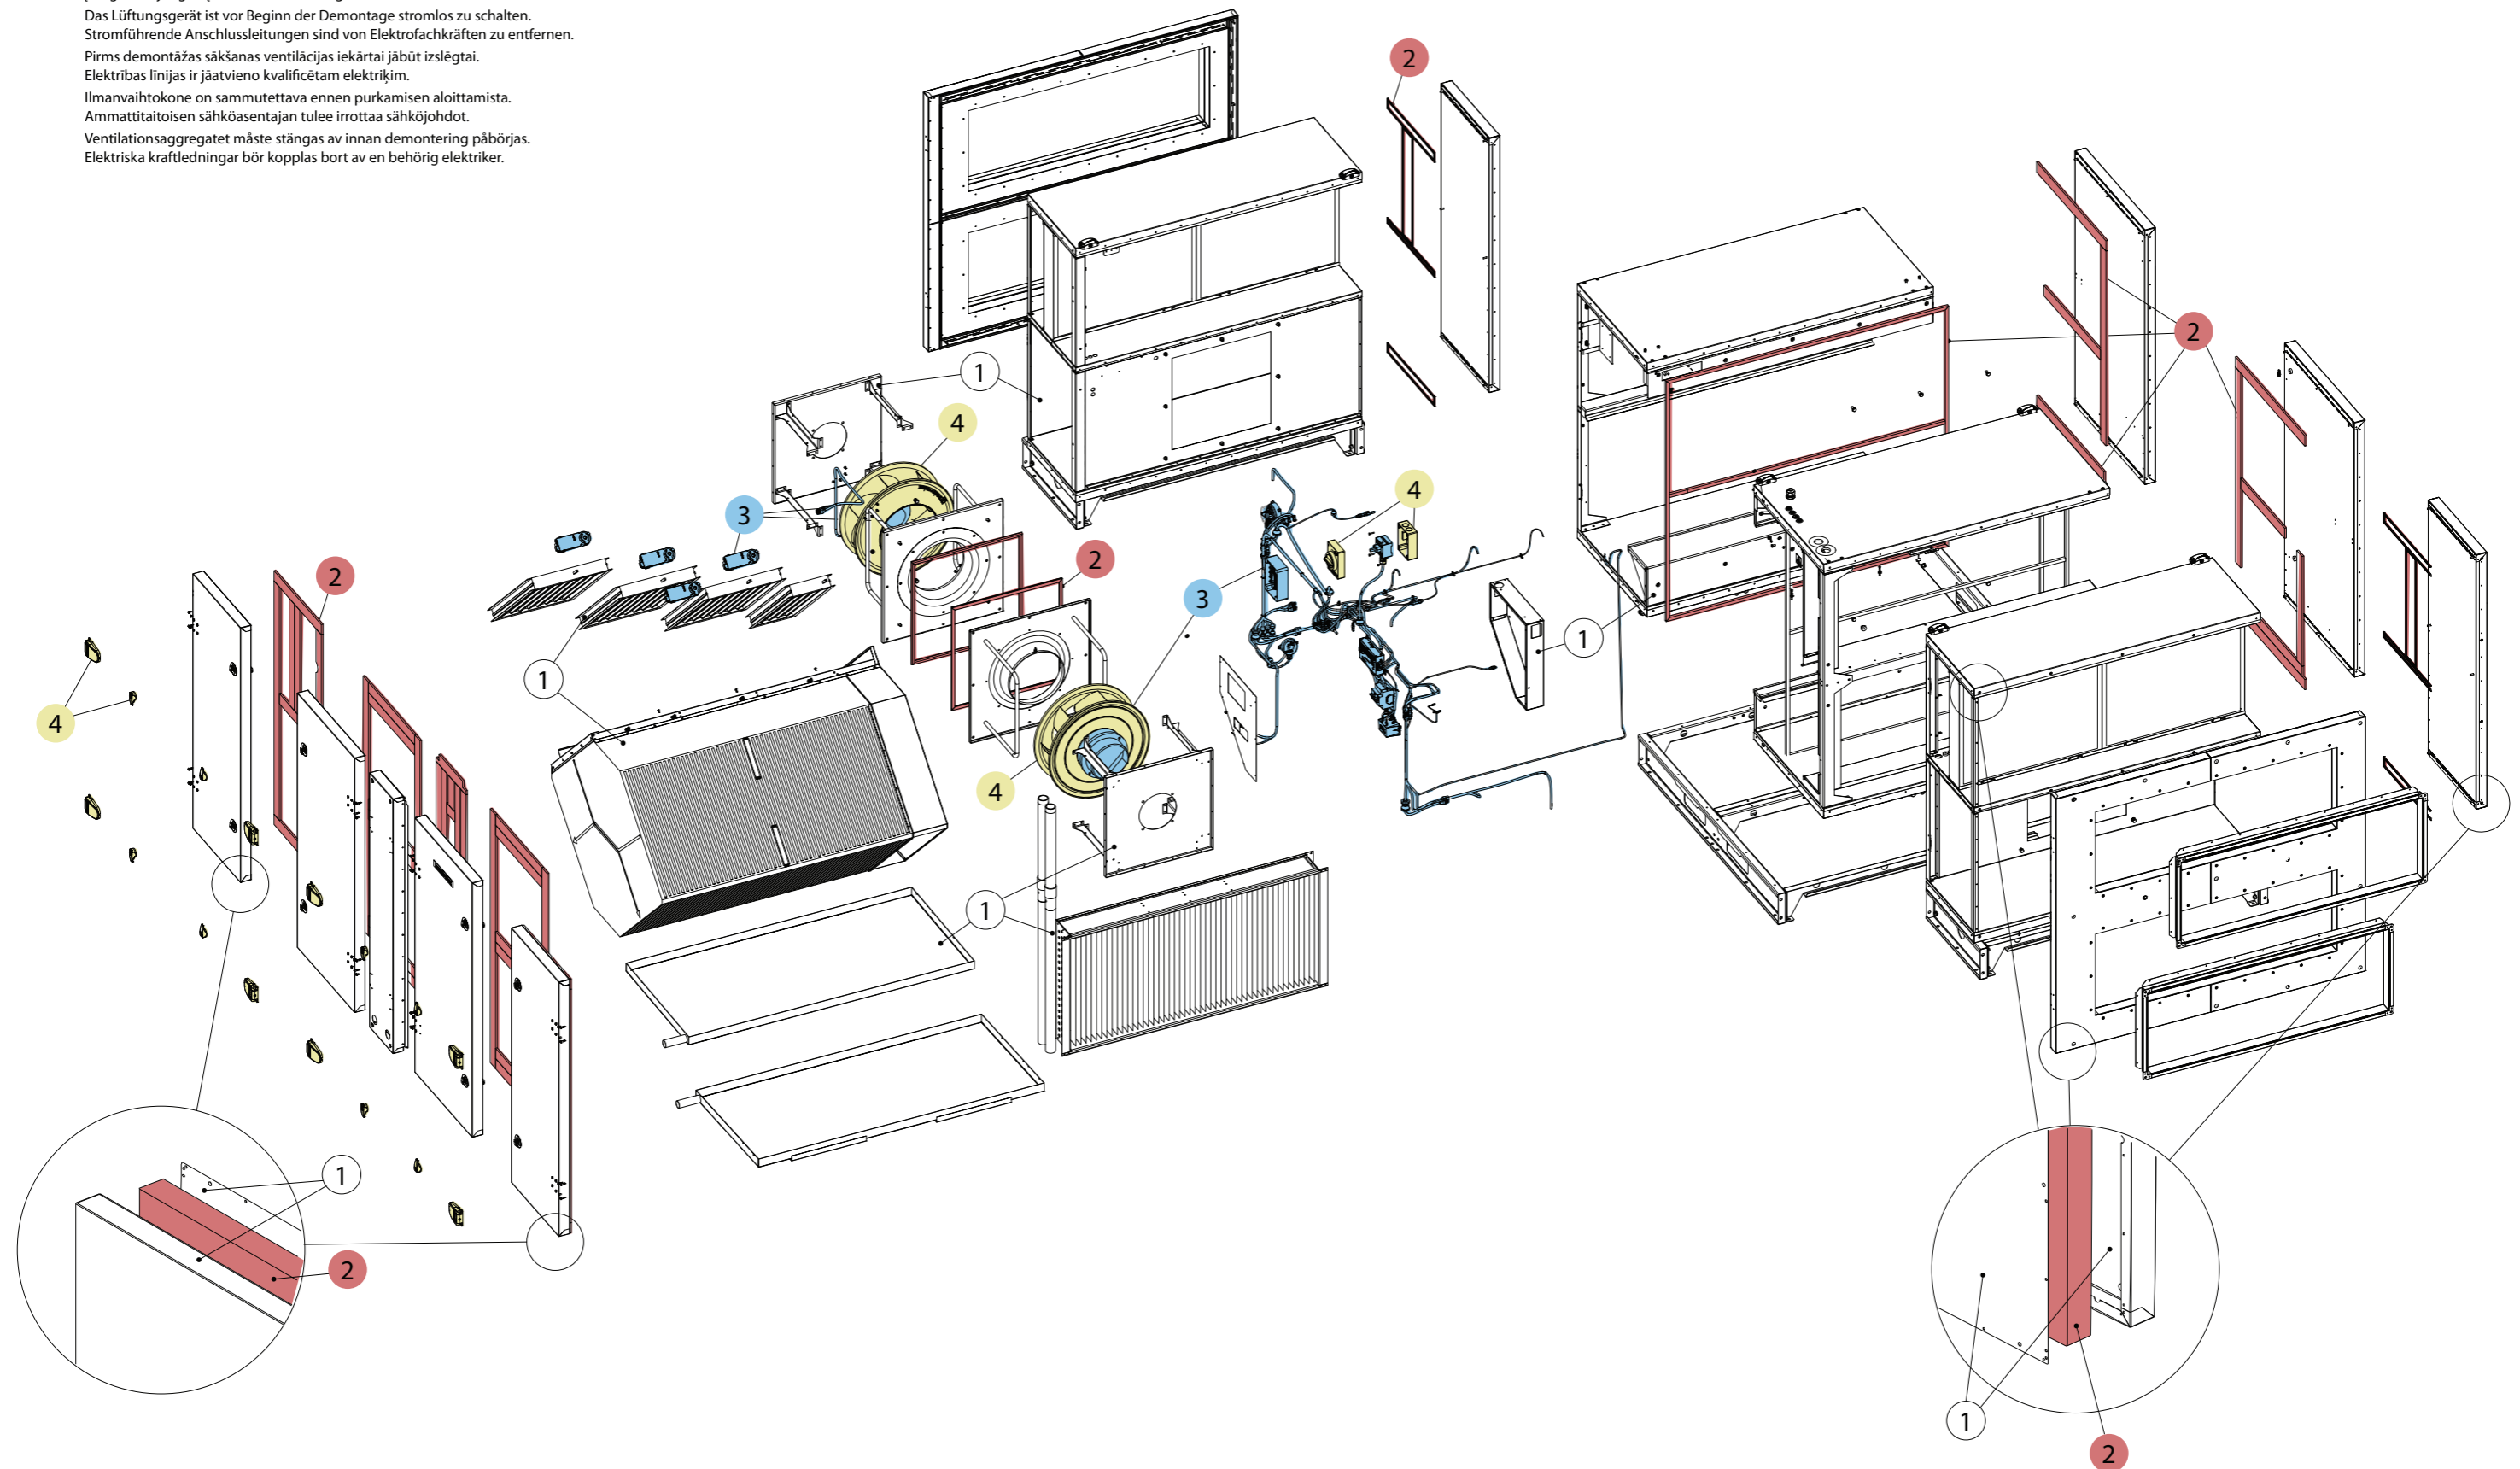 Das Lüftungsgerät ist vor Beginn der Demontage stromlos zu schalten.
Stromführende Anschlussleitungen sind von Elektrofachkräften zu entfernen.
Pirms demontāžas sākšanas ventilācijas iekārtai jābūt izslēgtai.
Elektrības līnijas ir jāatvieno kvalificētam elektriķim.
Ilmanvaihtokone on sammutettava ennen purkamisen aloittamista.
Ammattitaitoisen sähköasentajan tulee irrottaa sähköjohdot.
Ventilationsaggregatet måste stängas av innan demontering påbörjas.
Elektriska kraftledningar bör kopplas bort av en behörig elektriker.
2
2
1
4
4
3
2
2
3
1
1
4
4
1
1
2
1
2